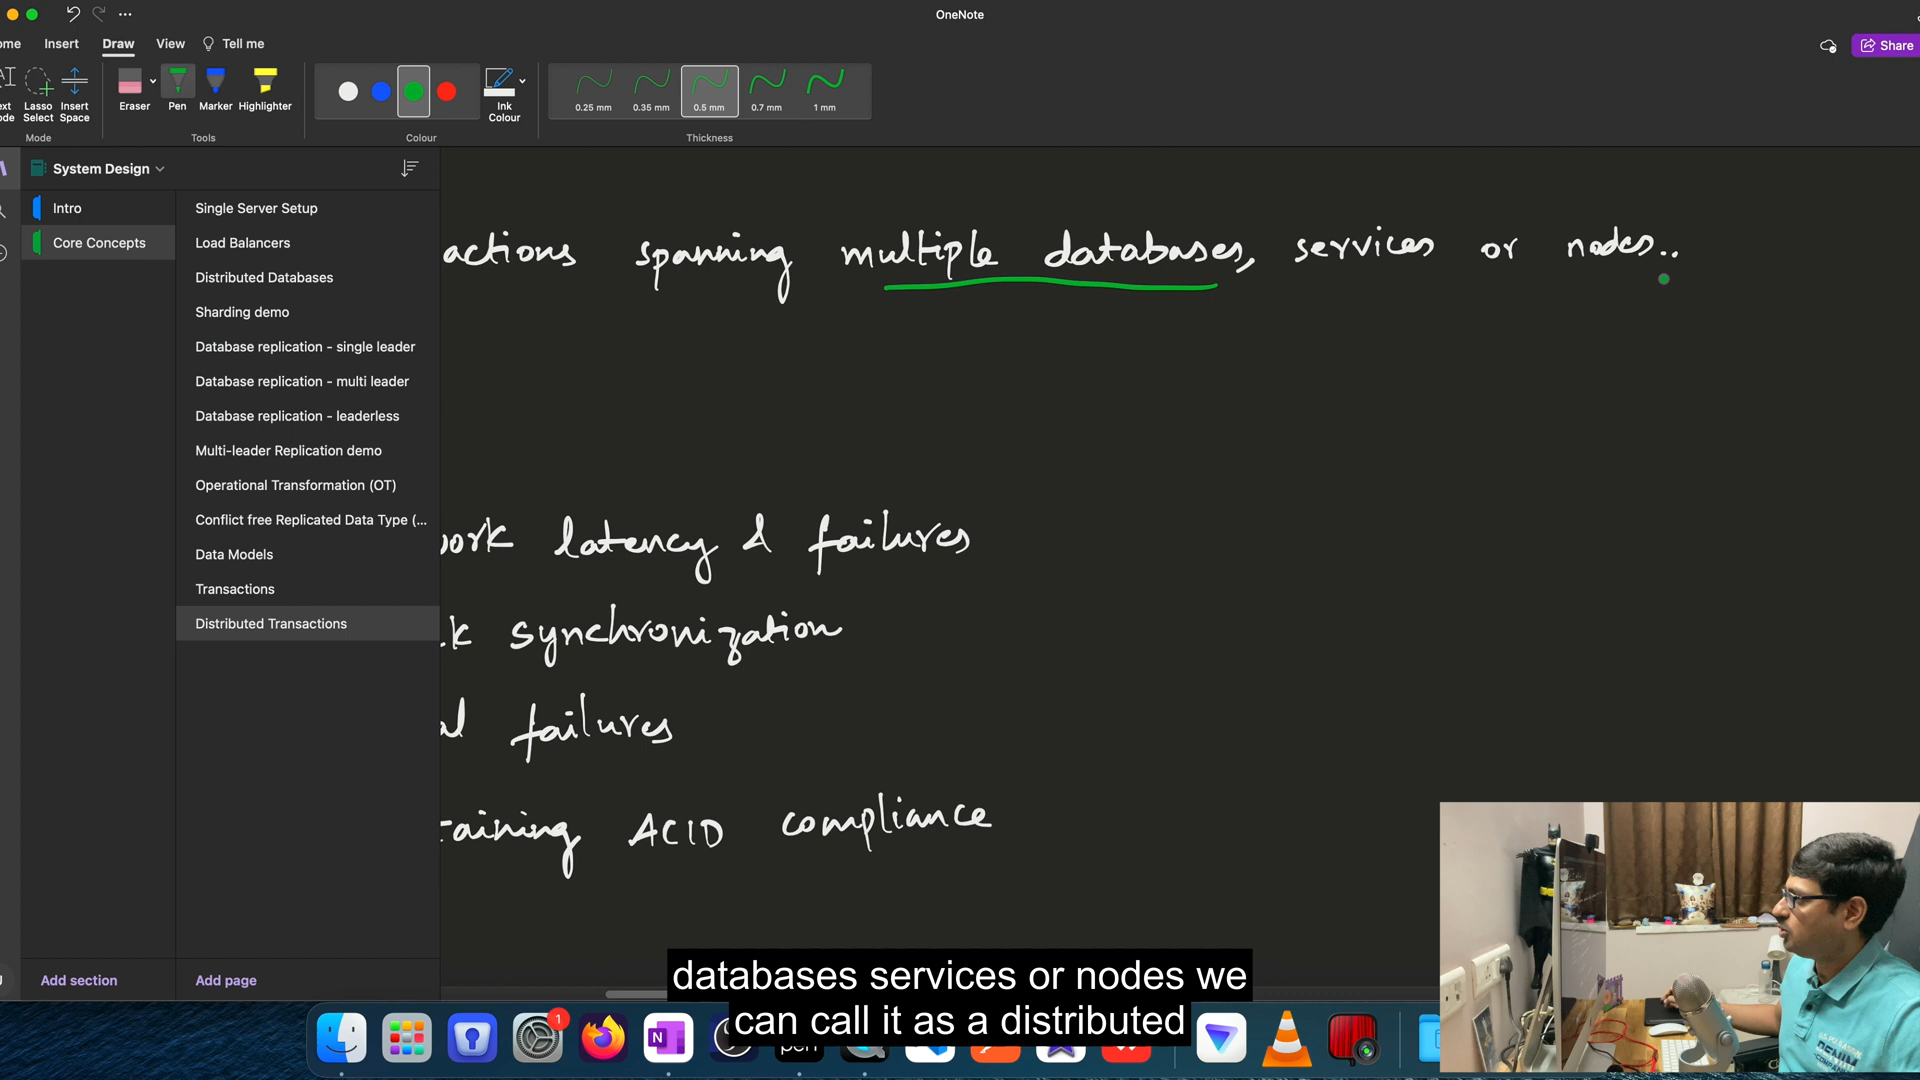 OneNote
ome Insert Draw View Tell me
Share
Eraser Pen Marker Highlighter
Lasso Select
Insert Space
Ink Colour
0.25 mm 0.35 mm 0.5 mm 0.7 mm 1 mm
Mode Tools Colour Thickness
System Design
Intro
Core Concepts
Single Server Setup
Load Balancers
Distributed Databases
Sharding demo
Database replication - single leader
Database replication - multi leader
Database replication - leaderless
Multi-leader Replication demo
Operational Transformation (OT)
Conflict free Replicated Data Type (...
Data Models
Transactions
Distributed Transactions
Add section
Add page
actions spanning multiple databases, services or nodes..
work latency & failures
k synchronization
al failures
taining ACID compliance
databases services or nodes we
can call it as a distributed
1